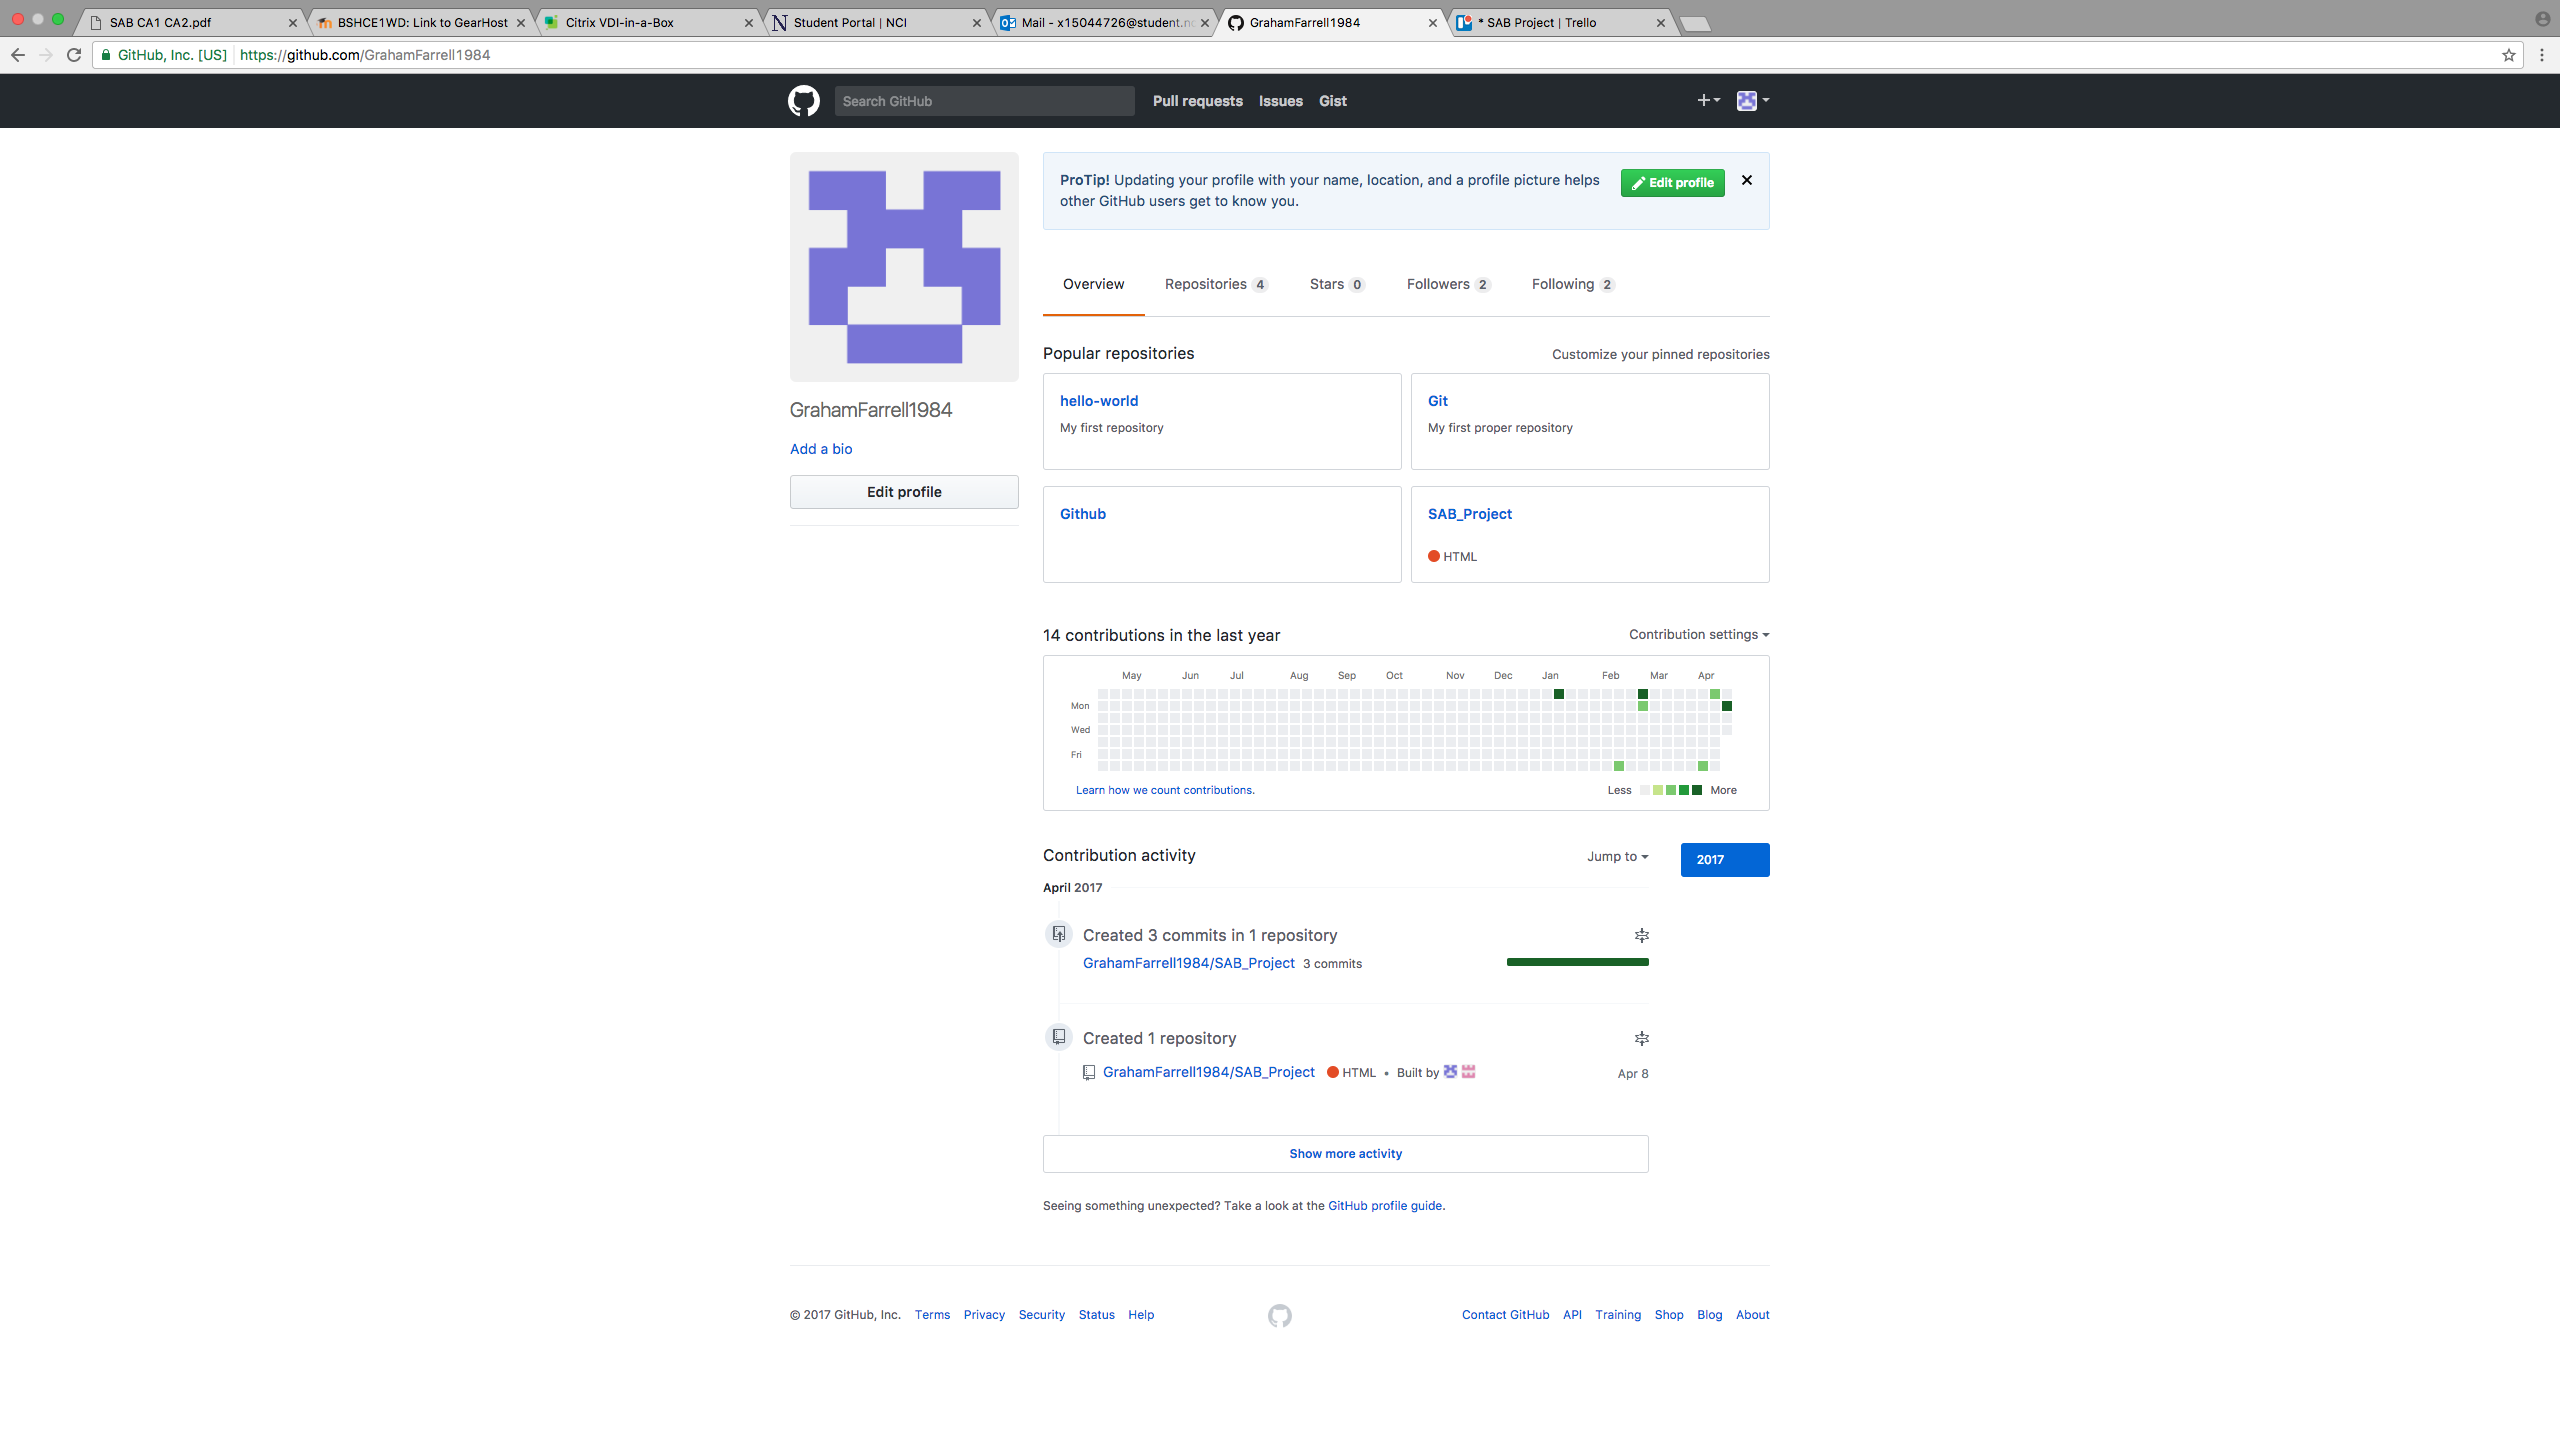 SAB CA1 CA2.pdf
BSHCE1WD: Link to GearHost
Citrix VDI-in-a-Box
Student Portal | NCI
Mail - x15044726@student.nc
GrahamFarrell1984
* SAB Project | Trello
GitHub, Inc. [US]
https://github.com/GrahamFarrell1984
Search GitHub
Pull requests
Issues
Gist
ProTip! Updating your profile with your name, location, and a profile picture helps
other GitHub users get to know you.
Edit profile
Overview
Repositories 4
Stars 0
Followers 2
Following 2
GrahamFarrell1984
Add a bio
Edit profile
Popular repositories
Customize your pinned repositories
hello-world
My first repository
Git
My first proper repository
Github
SAB_Project
HTML
14 contributions in the last year
Contribution settings
May Jun Jul Aug Sep Oct Nov Dec Jan Feb Mar Apr
Mon
Wed
Fri
Learn how we count contributions.
Less
More
Contribution activity
Jump to
2017
April 2017
Created 3 commits in 1 repository
GrahamFarrell1984/SAB_Project 3 commits
Created 1 repository
GrahamFarrell1984/SAB_Project HTML • Built by
Apr 8
Show more activity
Seeing something unexpected? Take a look at the GitHub profile guide.
© 2017 GitHub, Inc. Terms Privacy Security Status Help
Contact GitHub API Training Shop Blog About